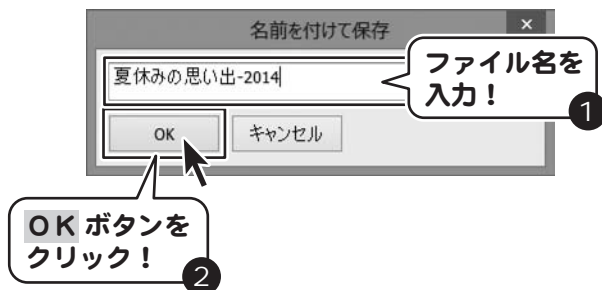 名前を付けて保存
×
夏休みの思い出-2014
ファイル名を
入力！
1
OK
キャンセル
OK ボタンを
クリック！
2